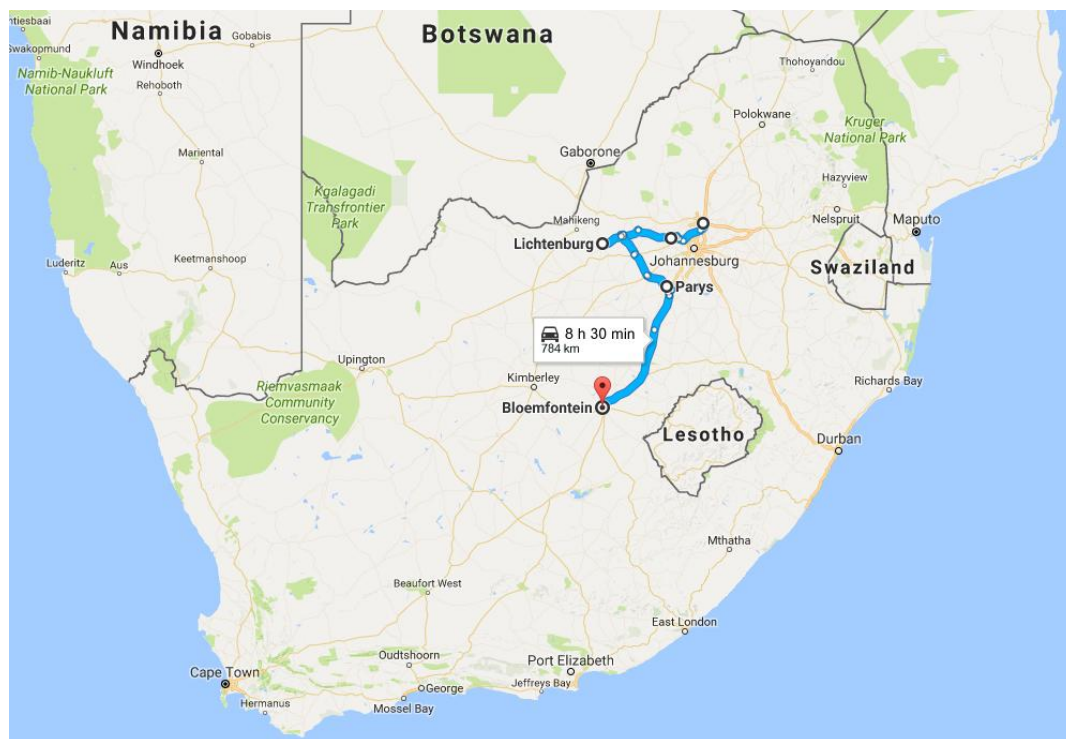 Namibia
Botswana
ntiesbaai
Swakopmund
Gobabis
Windhoek
Namib-Naukluft
National Park
Rehoboth
Thohoyandou
Polokwane
Kruger
National Park
Mariental
Gaborone
Kgalagadi
Transfrontier
Park
Hazyview
Mahikeng
Nelspruit
Maputo
Lichtenburg
Johannesburg
Luderitz
Aus
Keetmanshoop
Swaziland
Parys
8 h 30 min
784 km
Upington
Kimberley
Riemvasmaak
Community
Conservancy
Richards Bay
Bloemfontein
Lesotho
Durban
Mthatha
Beaufort West
East London
Oudtshoorn
Port Elizabeth
Cape Town
George
Jeffreys Bay
Hermanus
Mossel Bay